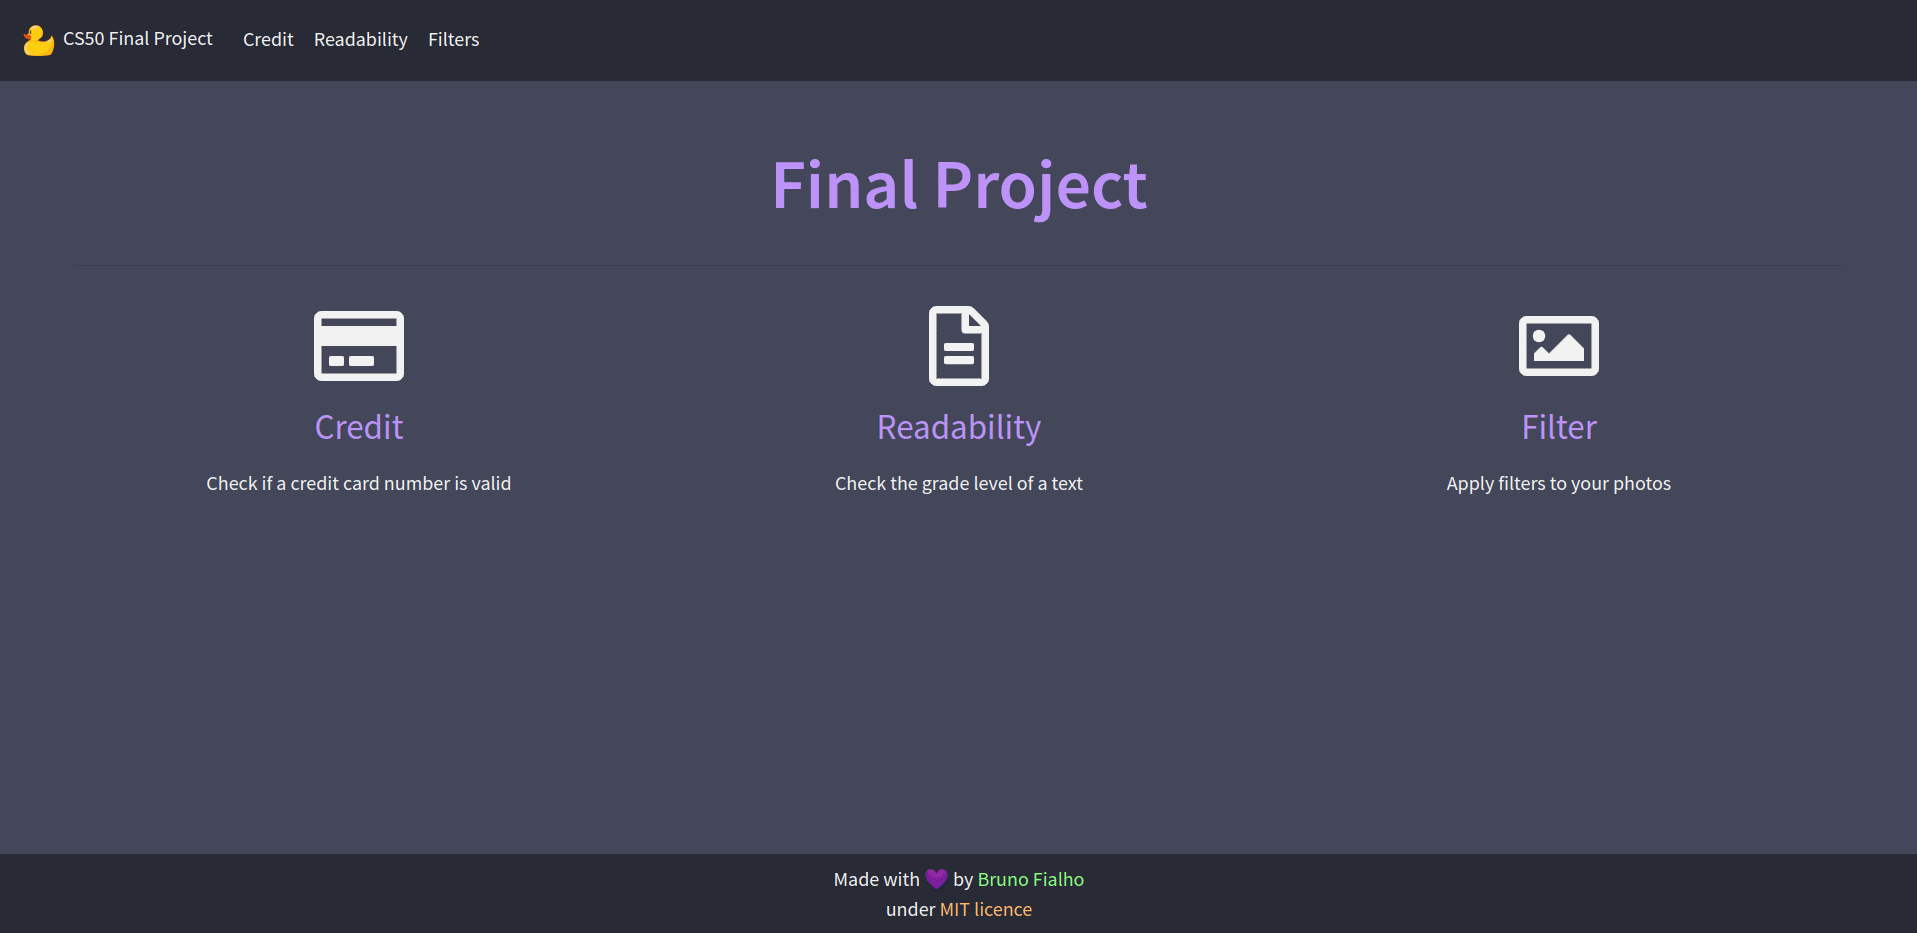 CS50 Final Project Credit Readability Filters
Final Project
Credit
Check if a credit card number is valid
Readability
Check the grade level of a text
Filter
Apply filters to your photos
Made with 💜 by Bruno Fialho
under MIT licence